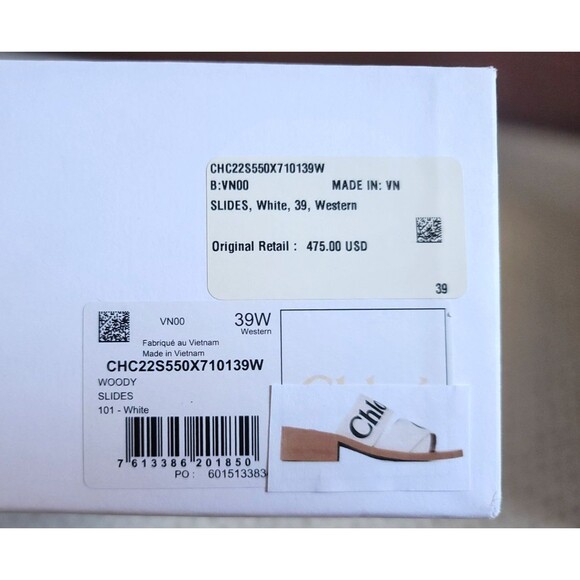 CHC22S550X710139W
B:VN00 MADE IN: VN
SLIDES, White, 39, Western
Original Retail : 475.00 USD
39
VN00
39W
Western
Fabriqué au Vietnam
Made in Vietnam
CHC22S550X710139W
WOODY
SLIDES
101 - White
7 613386 201850
PO : 601513383
Chloé
Chlo